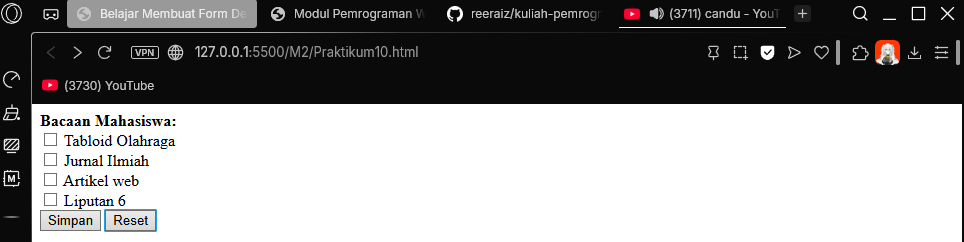 Belajar Membuat Form De
Modul Pemrograman W
reeraiz/kuliah-pemrogr
(3711) candu - YouT
VPN
127.0.0.1:5500/M2/Praktikum10.html
(3730) YouTube
M
Bacaan Mahasiswa:
Tabloid Olahraga
Jurnal Ilmiah
Artikel web
Liputan 6
Simpan Reset